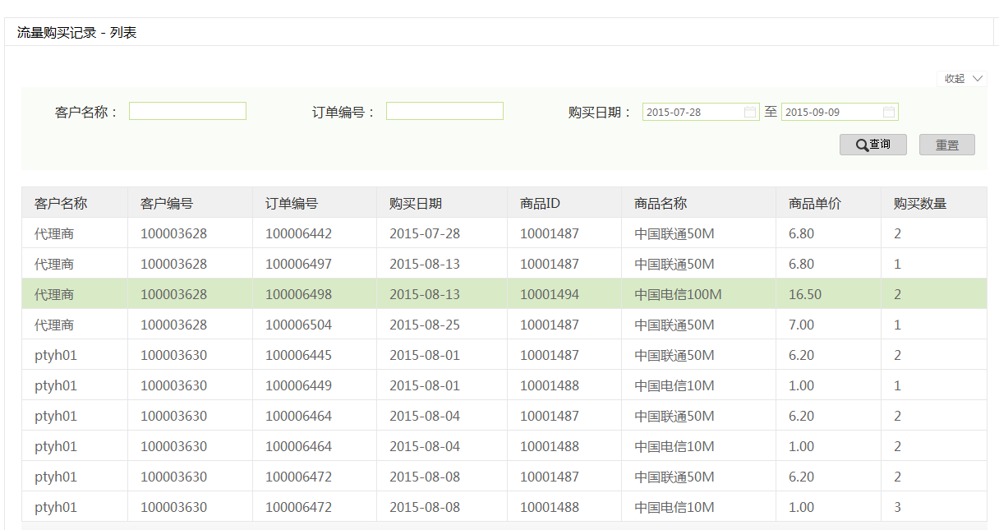 流量购买记录 - 列表
收起
客户名称： 订单编号： 购买日期： 2015-07-28 至 2015-09-09
查询 重置
客户名称 客户编号 订单编号 购买日期 商品ID 商品名称 商品单价 购买数量
代理商 100003628 100006442 2015-07-28 10001487 中国联通50M 6.80 2
代理商 100003628 100006497 2015-08-13 10001487 中国联通50M 6.80 1
代理商 100003628 100006498 2015-08-13 10001494 中国电信100M 16.50 2
代理商 100003628 100006504 2015-08-25 10001487 中国联通50M 7.00 1
ptyh01 100003630 100006445 2015-08-01 10001487 中国联通50M 6.20 2
ptyh01 100003630 100006449 2015-08-01 10001488 中国电信10M 1.00 1
ptyh01 100003630 100006464 2015-08-04 10001487 中国联通50M 6.20 2
ptyh01 100003630 100006464 2015-08-04 10001488 中国电信10M 1.00 2
ptyh01 100003630 100006472 2015-08-08 10001487 中国联通50M 6.20 2
ptyh01 100003630 100006472 2015-08-08 10001488 中国电信10M 1.00 3